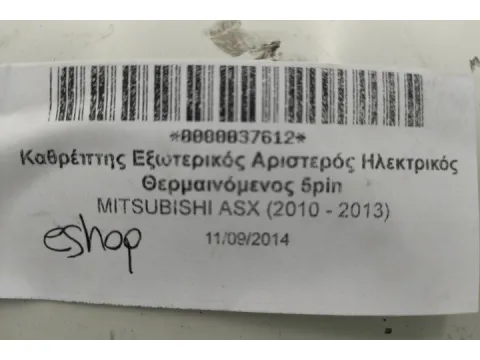 *0000037612*
Καθρέπτης Εξωτερικός Αριστερός Ηλεκτρικός
Θερμαινόμενος 5pin
MITSUBISHI ASX (2010 - 2013)
eshop
11/09/2014